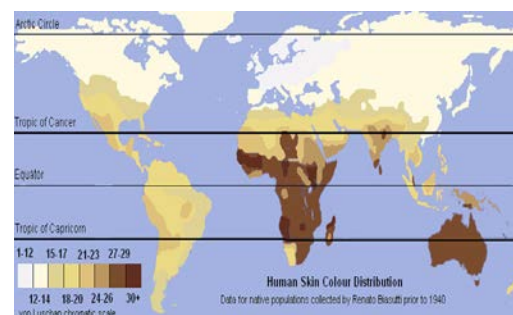 Arctic Circle
Tropic of Cancer
Equator
Tropic of Capricorn
1-12 15-17 21-23 27-29
12-14 18-20 24-26 30+
von Luschan chromatic scale
Human Skin Colour Distribution
Data for native populations collected by Renato Biasutti prior to 1940